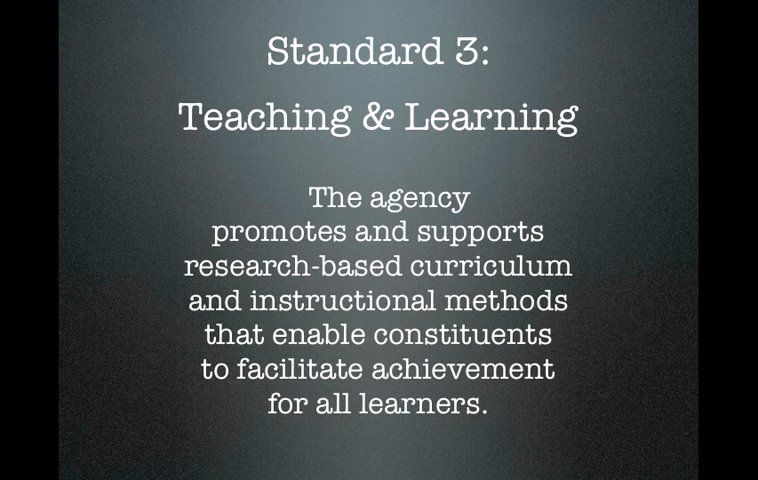 Standard 3:
Teaching & Learning
The agency
promotes and supports
research-based curriculum
and instructional methods
that enable constituents
to facilitate achievement
for all learners.